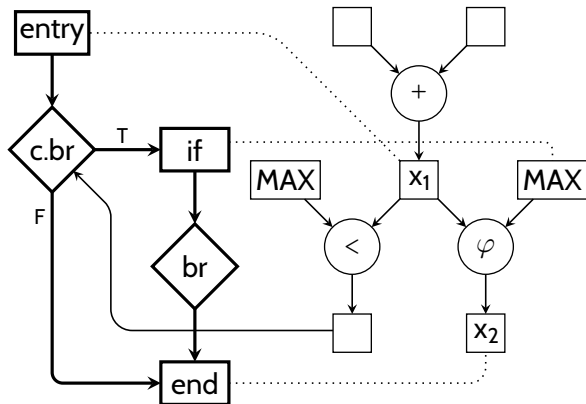 entry
+
c.br
T
if
MAX
x₁
MAX
F
<
φ
br
x₂
end